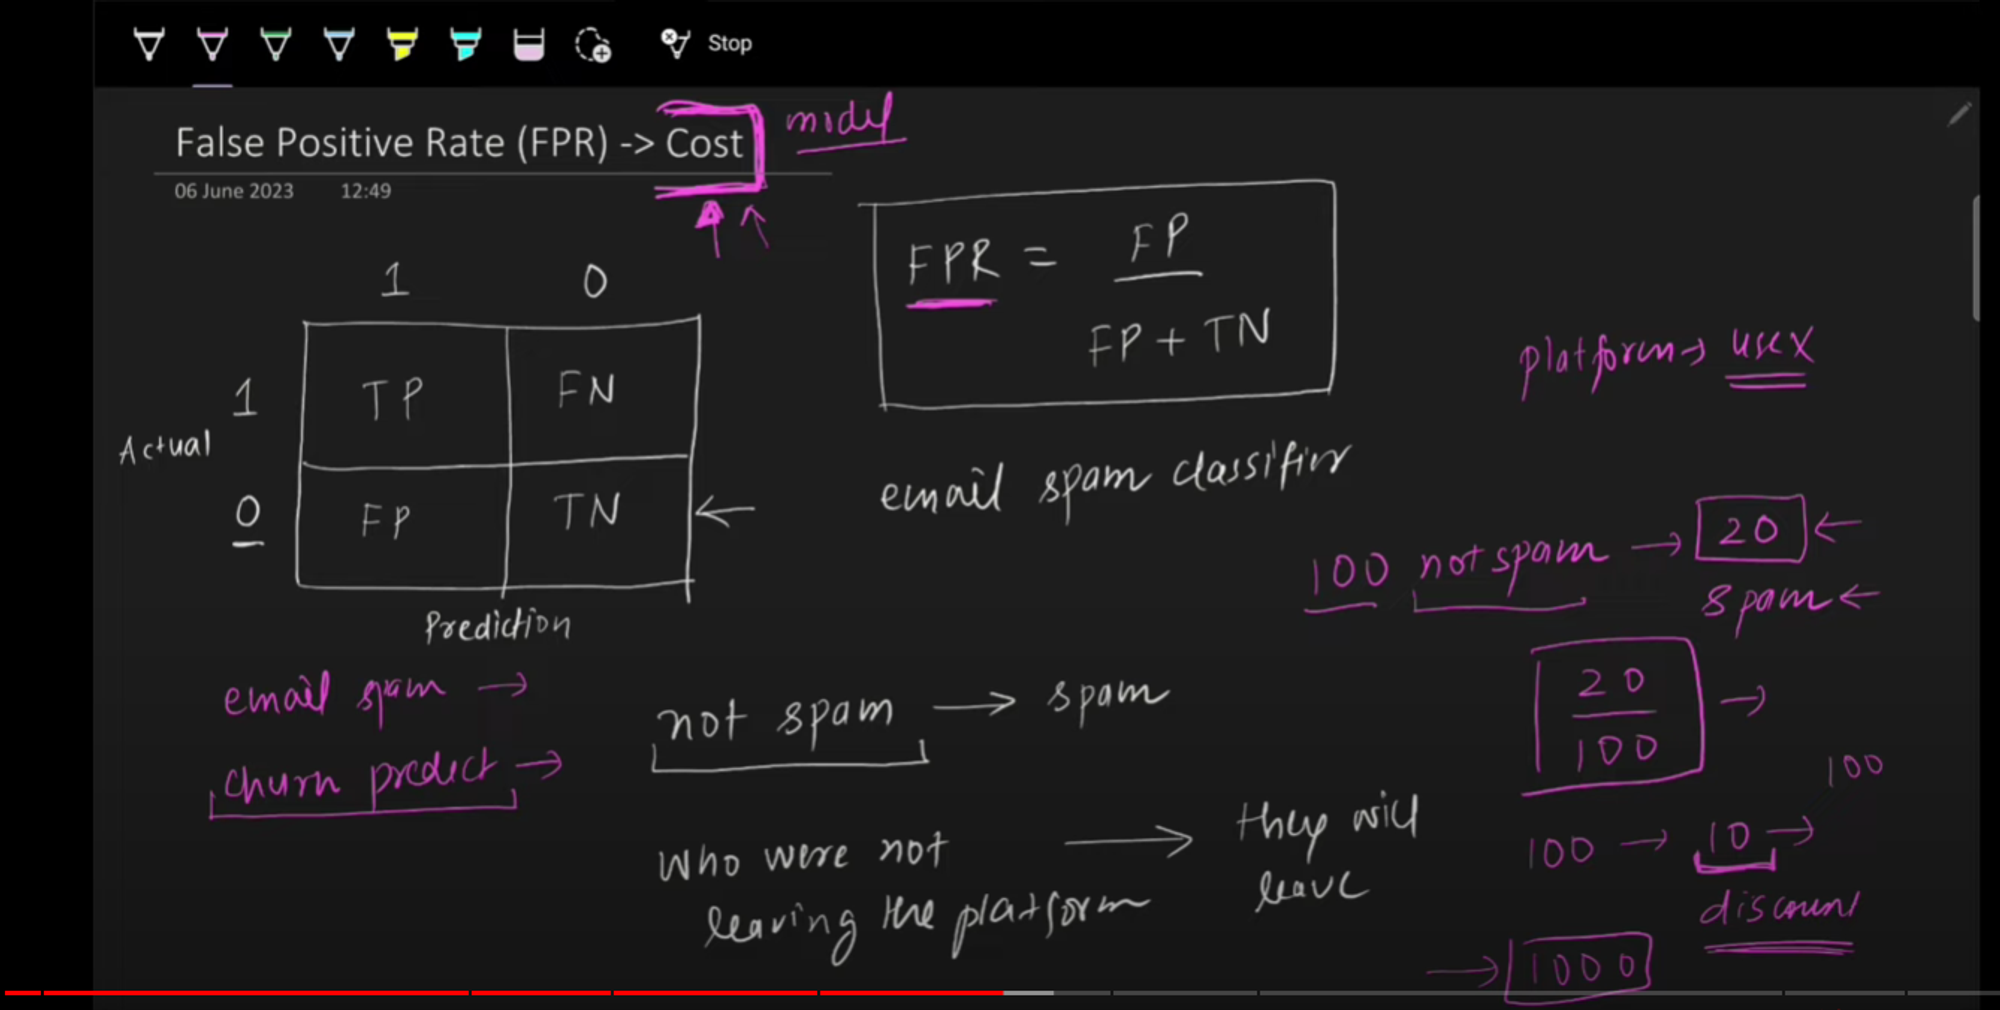 Stop
False Positive Rate (FPR) -> Cost
model
06 June 2023 12:49
FPR = FP
FP + TN
1 0
Actual
1 TP FN
0 FP TN ←
Prediction
platform → user
email spam classifier
100 not spam → 20 ←
spam ←
email spam →
churn predict →
not spam → spam
20
100 →
who were not
leaving the platform → they will
leave
100
100 → 10 →
discount
→ 1000